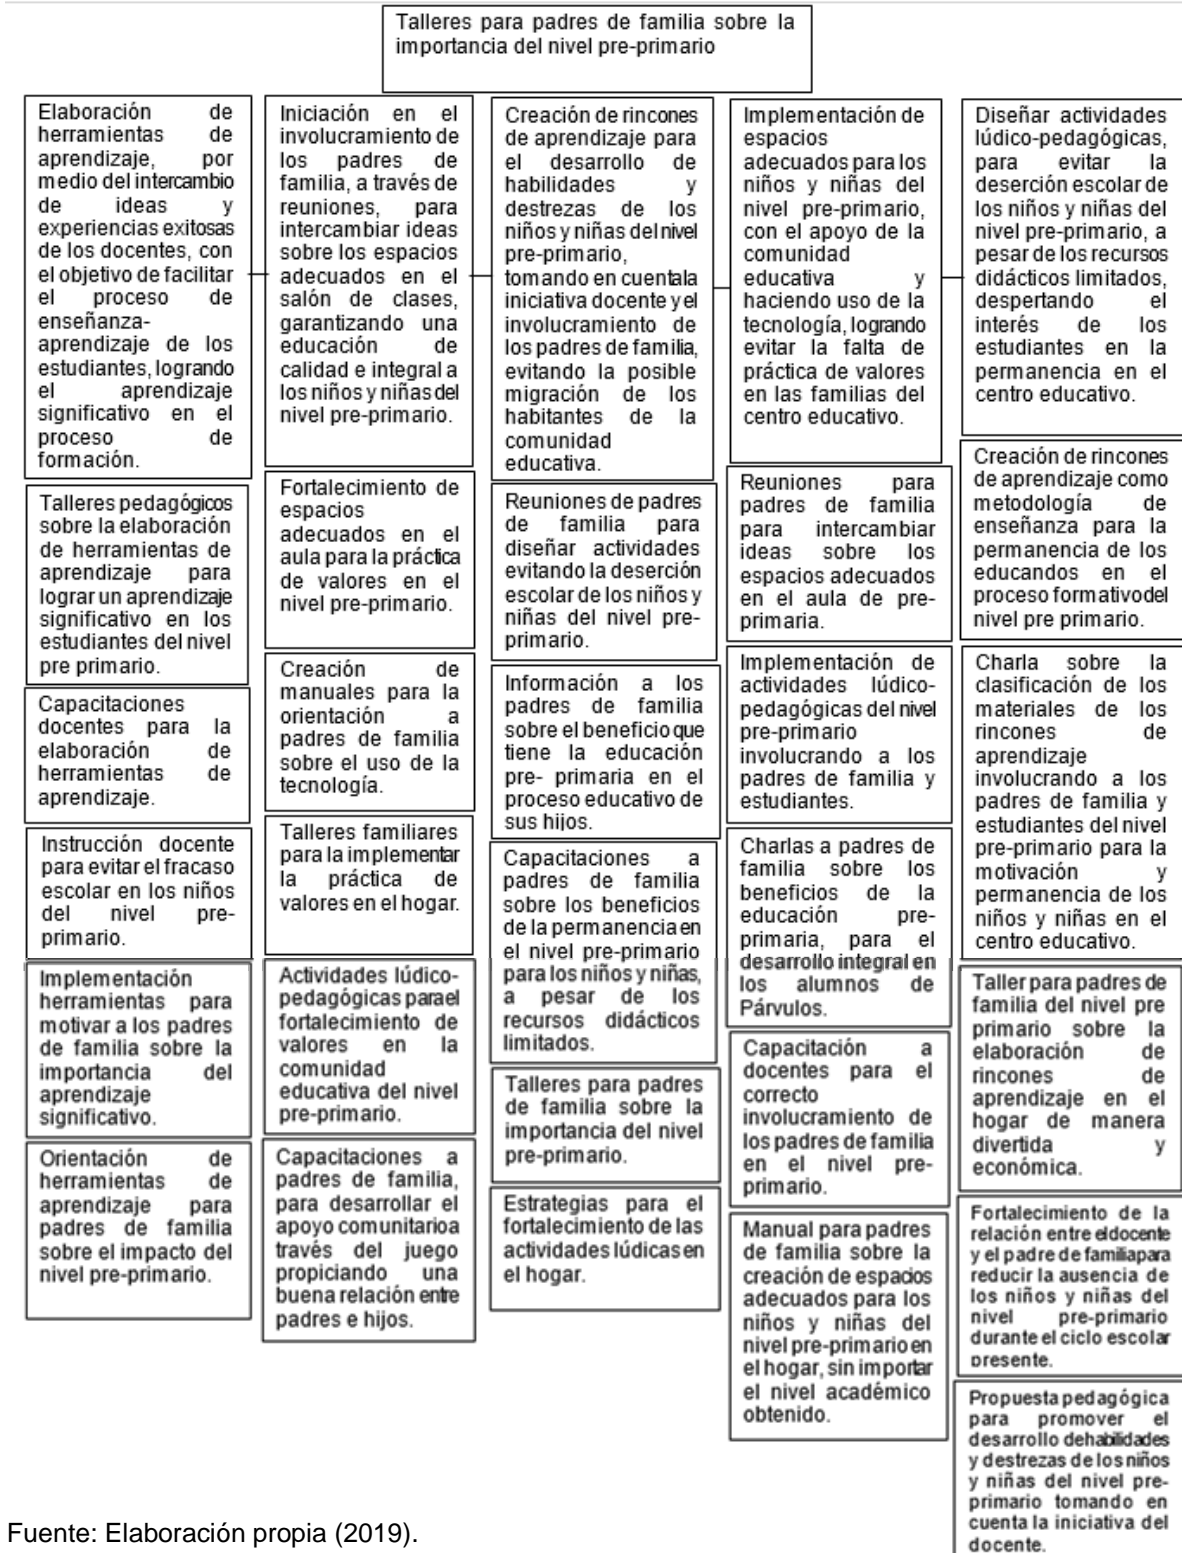 Talleres para padres de familia sobre la
importancia del nivel pre-primario
Elaboración de
herramientas de
aprendizaje, por
medio del intercambio
de ideas y
experiencias exitosas
de los docentes, con
el objetivo de facilitar
el proceso de
enseñanza-
aprendizaje de los
estudiantes, logrando
el aprendizaje
significativo en el
proceso de
formación.
Talleres pedagógicos
sobre la elaboración
de herramientas de
aprendizaje para
lograr un aprendizaje
significativo en los
estudiantes del nivel
pre primario.
Capacitaciones
docentes para la
elaboración de
herramientas de
aprendizaje.
Instrucción docente
para evitar el fracaso
escolar en los niños
del nivel pre-
primario.
Implementación
herramientas para
motivar a los padres
de familia sobre la
importancia del
aprendizaje
significativo.
Orientación de
herramientas de
aprendizaje para
padres de familia
sobre el impacto del
nivel pre-primario.
Iniciación en el
involucramiento de
los padres de
familia, a través de
reuniones, para
intercambiar ideas
sobre los espacios
adecuados en el
salón de clases,
garantizando una
educación de
calidad e integral a
los niños y niñas del
nivel pre-primario.
Fortalecimiento de
espacios
adecuados en el
aula para la práctica
de valores en el
nivel pre-primario.
Creación de
manuales para la
orientación a
padres de familia
sobre el uso de la
tecnología.
Talleres familiares
para la implementar
la práctica de
valores en el hogar.
Actividades lúdico-
pedagógicas para el
fortalecimiento de
valores en la
comunidad
educativa del nivel
pre-primario.
Capacitaciones a
padres de familia,
para desarrollar el
apoyo comunitario a
través del juego
propiciando una
buena relación entre
padres e hijos.
Creación de rincones
de aprendizaje para
el desarrollo de
habilidades y
destrezas de los
niños y niñas del nivel
pre-primario,
tomando en cuenta la
iniciativa docente y el
involucramiento de
los padres de familia,
evitando la posible
migración de los
habitantes de la
comunidad
educativa.
Reuniones de padres
de familia para
diseñar actividades
evitando la deserción
escolar de los niños y
niñas del nivel pre-
primario.
Información a los
padres de familia
sobre el beneficio que
tiene la educación
pre- primaria en el
proceso educativo de
sus hijos.
Capacitaciones a
padres de familia
sobre los beneficios
de la permanencia en
el nivel pre-primario
para los niños y niñas,
a pesar de los
recursos didácticos
limitados.
Talleres para padres
de familia sobre la
importancia del nivel
pre-primario.
Estrategias para el
fortalecimiento de las
actividades lúdicas en
el hogar.
Implementación de
espacios
adecuados para los
niños y niñas del
nivel pre-primario,
con el apoyo de la
comunidad
educativa y
haciendo uso de la
tecnología, logrando
evitar la falta de
práctica de valores
en las familias del
centro educativo.
Reuniones para
padres de familia
para intercambiar
ideas sobre los
espacios adecuados
en el aula de pre-
primaria.
Implementación de
actividades lúdico-
pedagógicas del nivel
pre-primario
involucrando a los
padres de familia y
estudiantes.
Charlas a padres de
familia sobre los
beneficios de la
educación pre-
primaria, para el
desarrollo integral en
los alumnos de
Párvulos.
Capacitación a
docentes para el
correcto
involucramiento de
los padres de familia
en el nivel pre-
primario.
Manual para padres
de familia sobre la
creación de espacios
adecuados para los
niños y niñas del
nivel pre-primario en
el hogar, sin importar
el nivel académico
obtenido.
Diseñar actividades
lúdico-pedagógicas,
para evitar la
deserción escolar de
los niños y niñas del
nivel pre-primario, a
pesar de los recursos
didácticos limitados,
despertando el
interés de los
estudiantes en la
permanencia en el
centro educativo.
Creación de rincones
de aprendizaje como
metodología de
enseñanza para la
permanencia de los
educandos en el
proceso formativo del
nivel pre primario.
Charla sobre la
clasificación de los
materiales de los
rincones de
aprendizaje
involucrando a los
padres de familia y
estudiantes del nivel
pre-primario para la
motivación y
permanencia de los
niños y niñas en el
centro educativo.
Taller para padres de
familia del nivel pre
primario sobre la
elaboración de
rincones de
aprendizaje en el
hogar de manera
divertida y
económica.
Fortalecimiento de la
relación entre el docente
y el padre de familia para
reducir la ausencia de
los niños y niñas del
nivel pre-primario
durante el ciclo escolar
presente.
Propuesta pedagógica
para promover el
desarrollo de habilidades
y destrezas de los niños
y niñas del nivel pre-
primario tomando en
cuenta la iniciativa del
docente.
Fuente: Elaboración propia (2019).